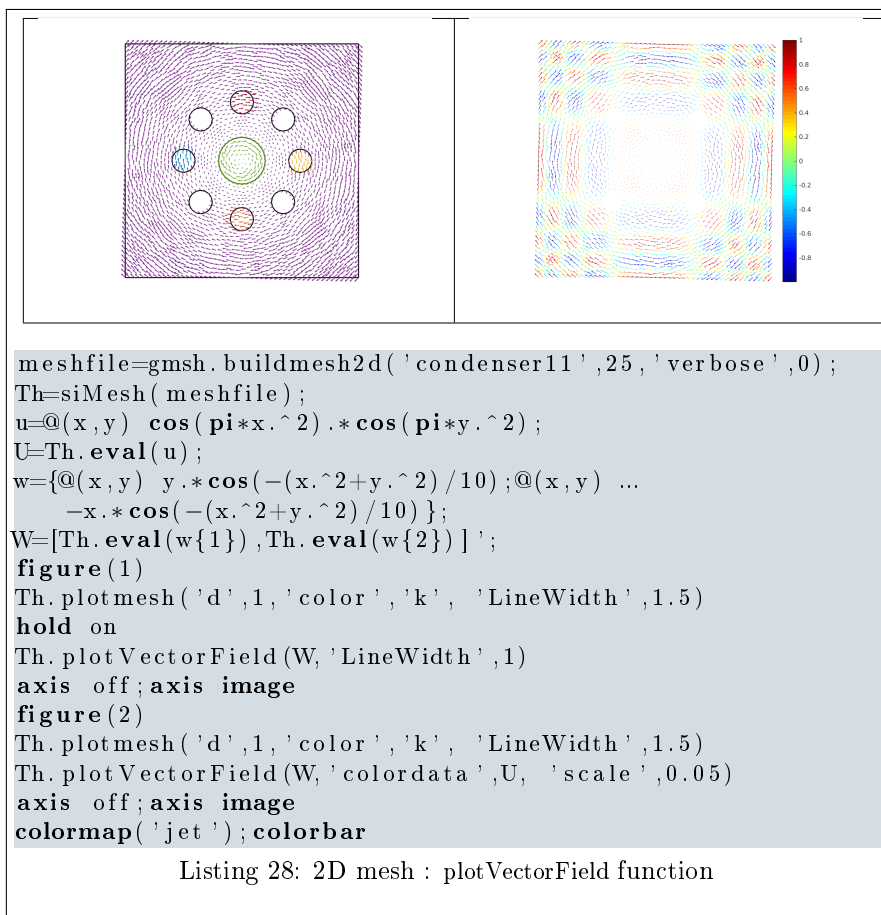 1
0.8
0.6
0.4
0.2
0
-0.2
-0.4
-0.6
-0.8
meshfile=gmsh.buildmesh2d('condenser11',25,'verbose',0);
Th=siMesh(meshfile);
u=@(x,y) cos(pi*x.^2).*cos(pi*y.^2);
U=Th.eval(u);
w={@(x,y) y.*cos(-(x.^2+y.^2)/10);@(x,y) ...
-x.*cos(-(x.^2+y.^2)/10)};
W=[Th.eval(w{1}),Th.eval(w{2})]';
figure(1)
Th.plotmesh('d',1,'color','k', 'LineWidth',1.5)
hold on
Th.plotVectorField(W,'LineWidth',1)
axis off;axis image
figure(2)
Th.plotmesh('d',1,'color','k', 'LineWidth',1.5)
Th.plotVectorField(W,'colordata',U, 'scale',0.05)
axis off;axis image
colormap('jet');colorbar
Listing 28: 2D mesh : plotVectorField function